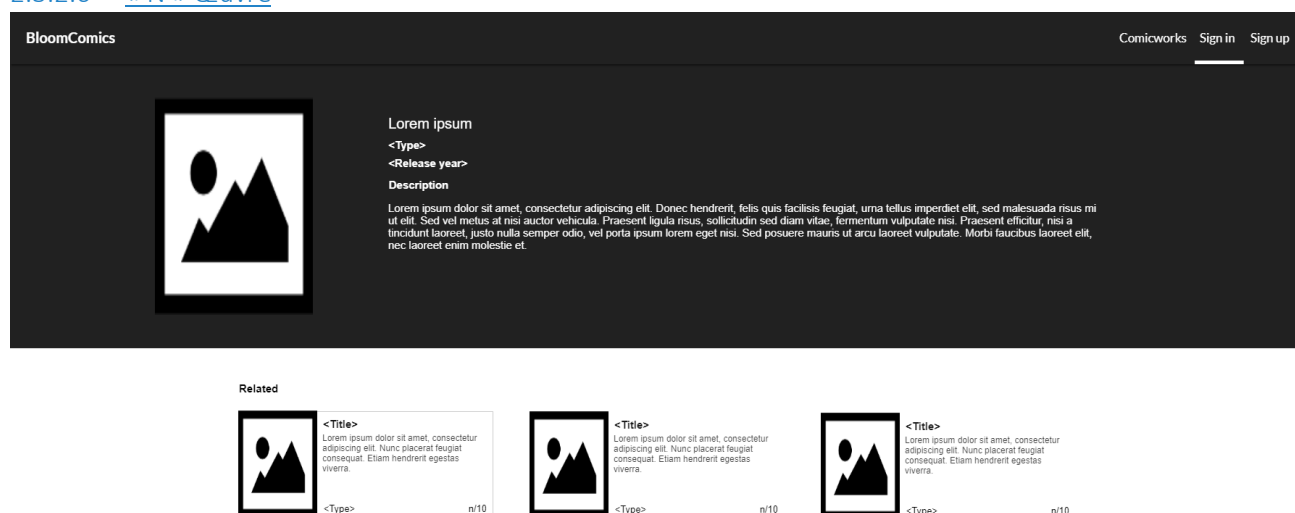 BloomComics
Comicworks Sign in Sign up
Lorem ipsum
<Type>
<Release year>
Description
Lorem ipsum dolor sit amet, consectetur adipiscing elit. Donec hendrerit, felis quis facilisis feugiat, urna tellus imperdiet elit, sed malesuada risus mi
ut elit. Sed vel metus at nisi auctor vehicula. Praesent ligula risus, sollicitudin sed diam vitae, fermentum vulputate nisi. Praesent efficitur, nisi a
tincidunt laoreet, justo nulla semper odio, vel porta ipsum lorem eget nisi. Sed posuere mauris ut arcu laoreet vulputate. Morbi faucibus laoreet elit,
nec laoreet enim molestie et.
Related
<Title>
Lorem ipsum dolor sit amet, consectetur
adipiscing elit. Nunc placerat feugiat
consequat. Etiam hendrerit egestas
viverra.
<Type> n/10
<Title>
Lorem ipsum dolor sit amet, consectetur
adipiscing elit. Nunc placerat feugiat
consequat. Etiam hendrerit egestas
viverra.
<Type> n/10
<Title>
Lorem ipsum dolor sit amet, consectetur
adipiscing elit. Nunc placerat feugiat
consequat. Etiam hendrerit egestas
viverra.
<Type> n/10